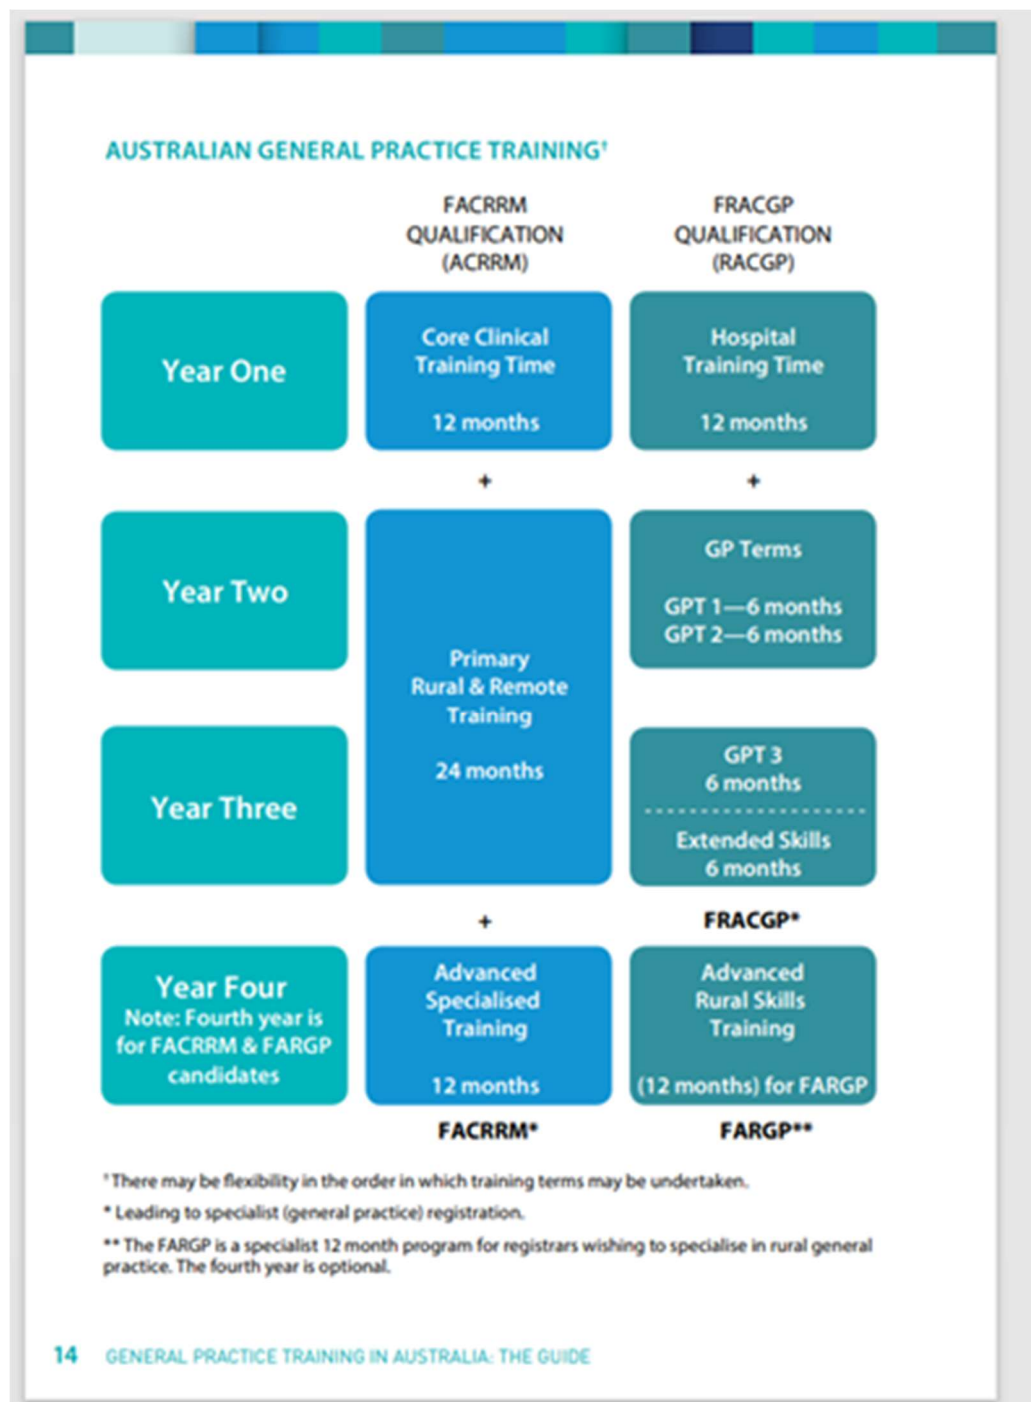 AUSTRALIAN GENERAL PRACTICE TRAINING†
FACRRM
QUALIFICATION
(ACRRM)
FRACGP
QUALIFICATION
(RACGP)
Year One
Core Clinical
Training Time
12 months
Hospital
Training Time
12 months
+
+
Year Two
Primary
Rural & Remote
Training
24 months
GP Terms
GPT 1—6 months
GPT 2—6 months
Year Three
GPT 3
6 months
Extended Skills
6 months
+
FRACGP*
Year Four
Note: Fourth year is
for FACRRM & FARGP
candidates
Advanced
Specialised
Training
12 months
Advanced
Rural Skills
Training
(12 months) for FARGP
FACRRM*
FARGP**
† There may be flexibility in the order in which training terms may be undertaken.
* Leading to specialist (general practice) registration.
** The FARGP is a specialist 12 month program for registrars wishing to specialise in rural general
practice. The fourth year is optional.
14 GENERAL PRACTICE TRAINING IN AUSTRALIA: THE GUIDE